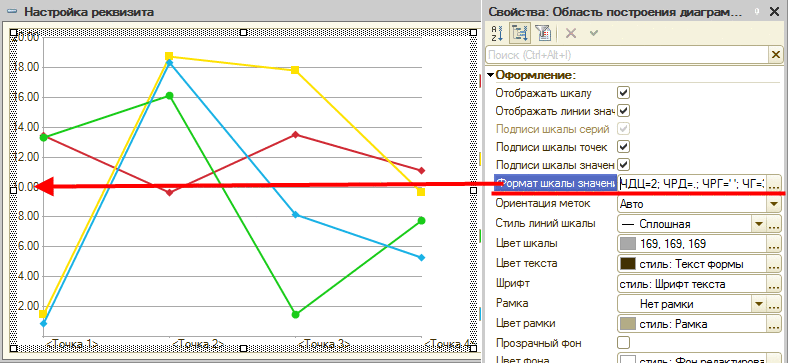 Настройка реквизита
20.00
18.00
16.00
14.00
12.00
10.00
8.00
6.00
4.00
2.00
<Точка 1>
<Точка 2>
<Точка 3>
<Точка 4
Свойства: Область построения диаграм...
Поиск (Ctrl+Alt+I)
Оформление:
Отображать шкалу
Отображать линии знач
Подписи шкалы серий
Подписи шкалы точек
Подписи шкалы значен
Формат шкалы значени ЧДЦ=2; ЧРД=.; ЧРГ=' '; ЧГ=: ...
Ориентация меток Авто
Стиль линий шкалы Сплошная ...
Цвет шкалы 169, 169, 169 ...
Цвет текста стиль: Текст формы ...
Шрифт стиль: Шрифт текста ...
Рамка Нет рамки ...
Цвет рамки стиль: Рамка ...
Прозрачный фон
Цвет фона стиль: Фон редактирова ...